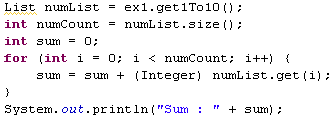 List numList = ex1.get1To10();
int numCount = numList.size();
int sum = 0;
for (int i = 0; i < numCount; i++) {
    sum = sum + (Integer) numList.get(i);
}
System.out.println("Sum : " + sum);